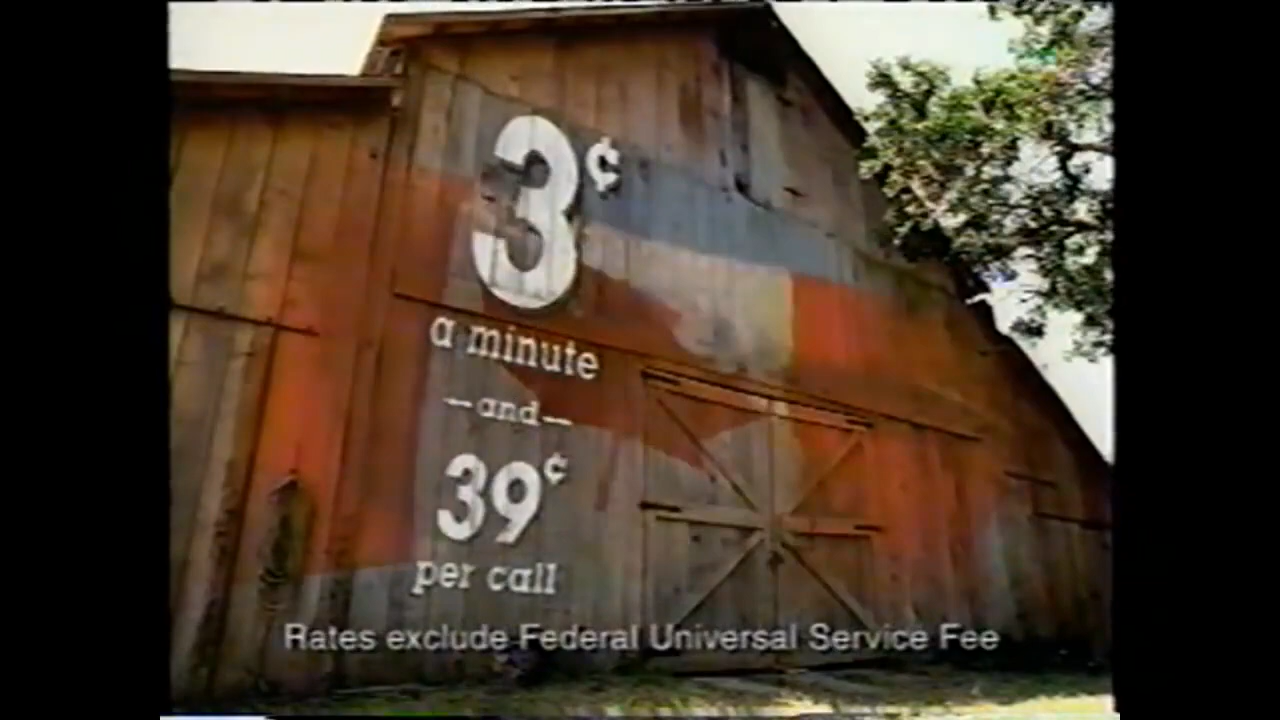 3¢
a minute
—and—
39¢
per call
Rates exclude Federal Universal Service Fee